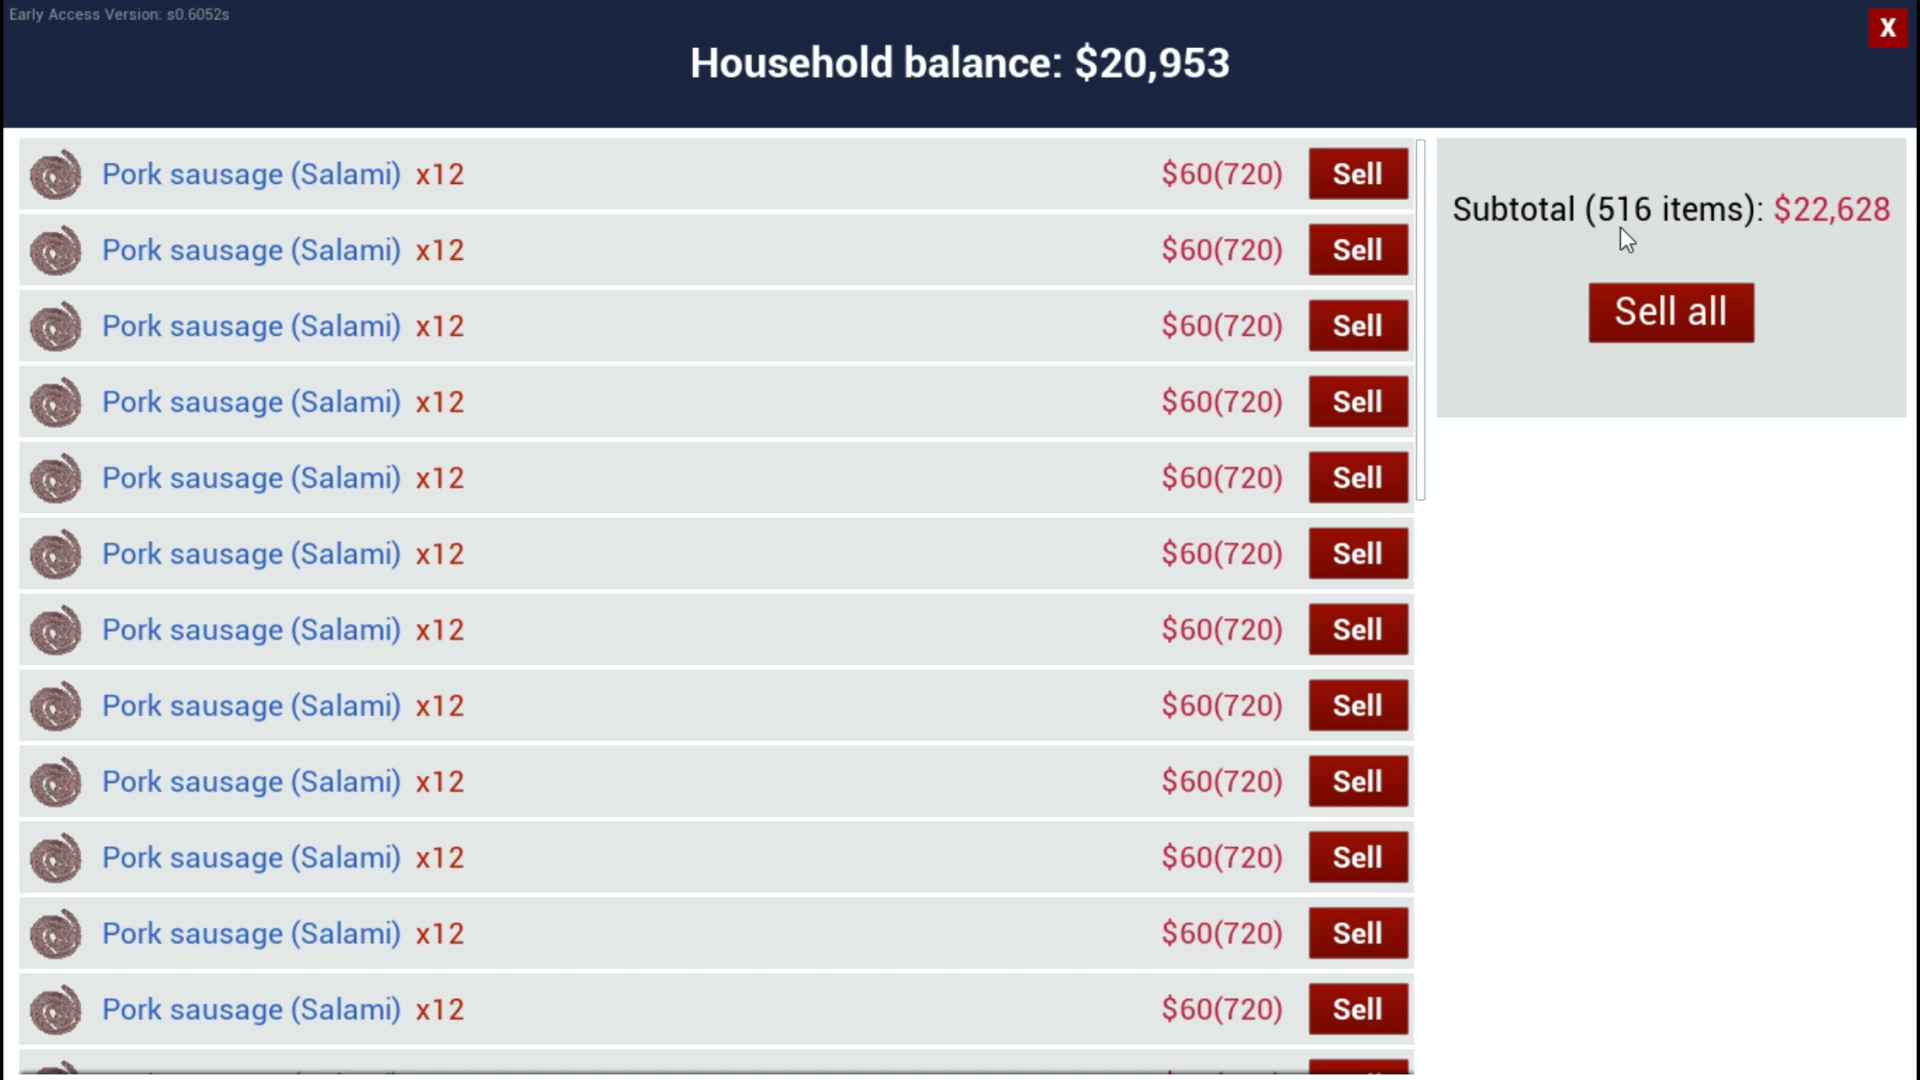 Early Access Version: s0.6052s
X
Household balance: $20,953
Pork sausage (Salami) x12 $60(720) Sell
Pork sausage (Salami) x12 $60(720) Sell
Pork sausage (Salami) x12 $60(720) Sell
Pork sausage (Salami) x12 $60(720) Sell
Pork sausage (Salami) x12 $60(720) Sell
Pork sausage (Salami) x12 $60(720) Sell
Pork sausage (Salami) x12 $60(720) Sell
Pork sausage (Salami) x12 $60(720) Sell
Pork sausage (Salami) x12 $60(720) Sell
Pork sausage (Salami) x12 $60(720) Sell
Pork sausage (Salami) x12 $60(720) Sell
Pork sausage (Salami) x12 $60(720) Sell
Subtotal (516 items): $22,628
Sell all